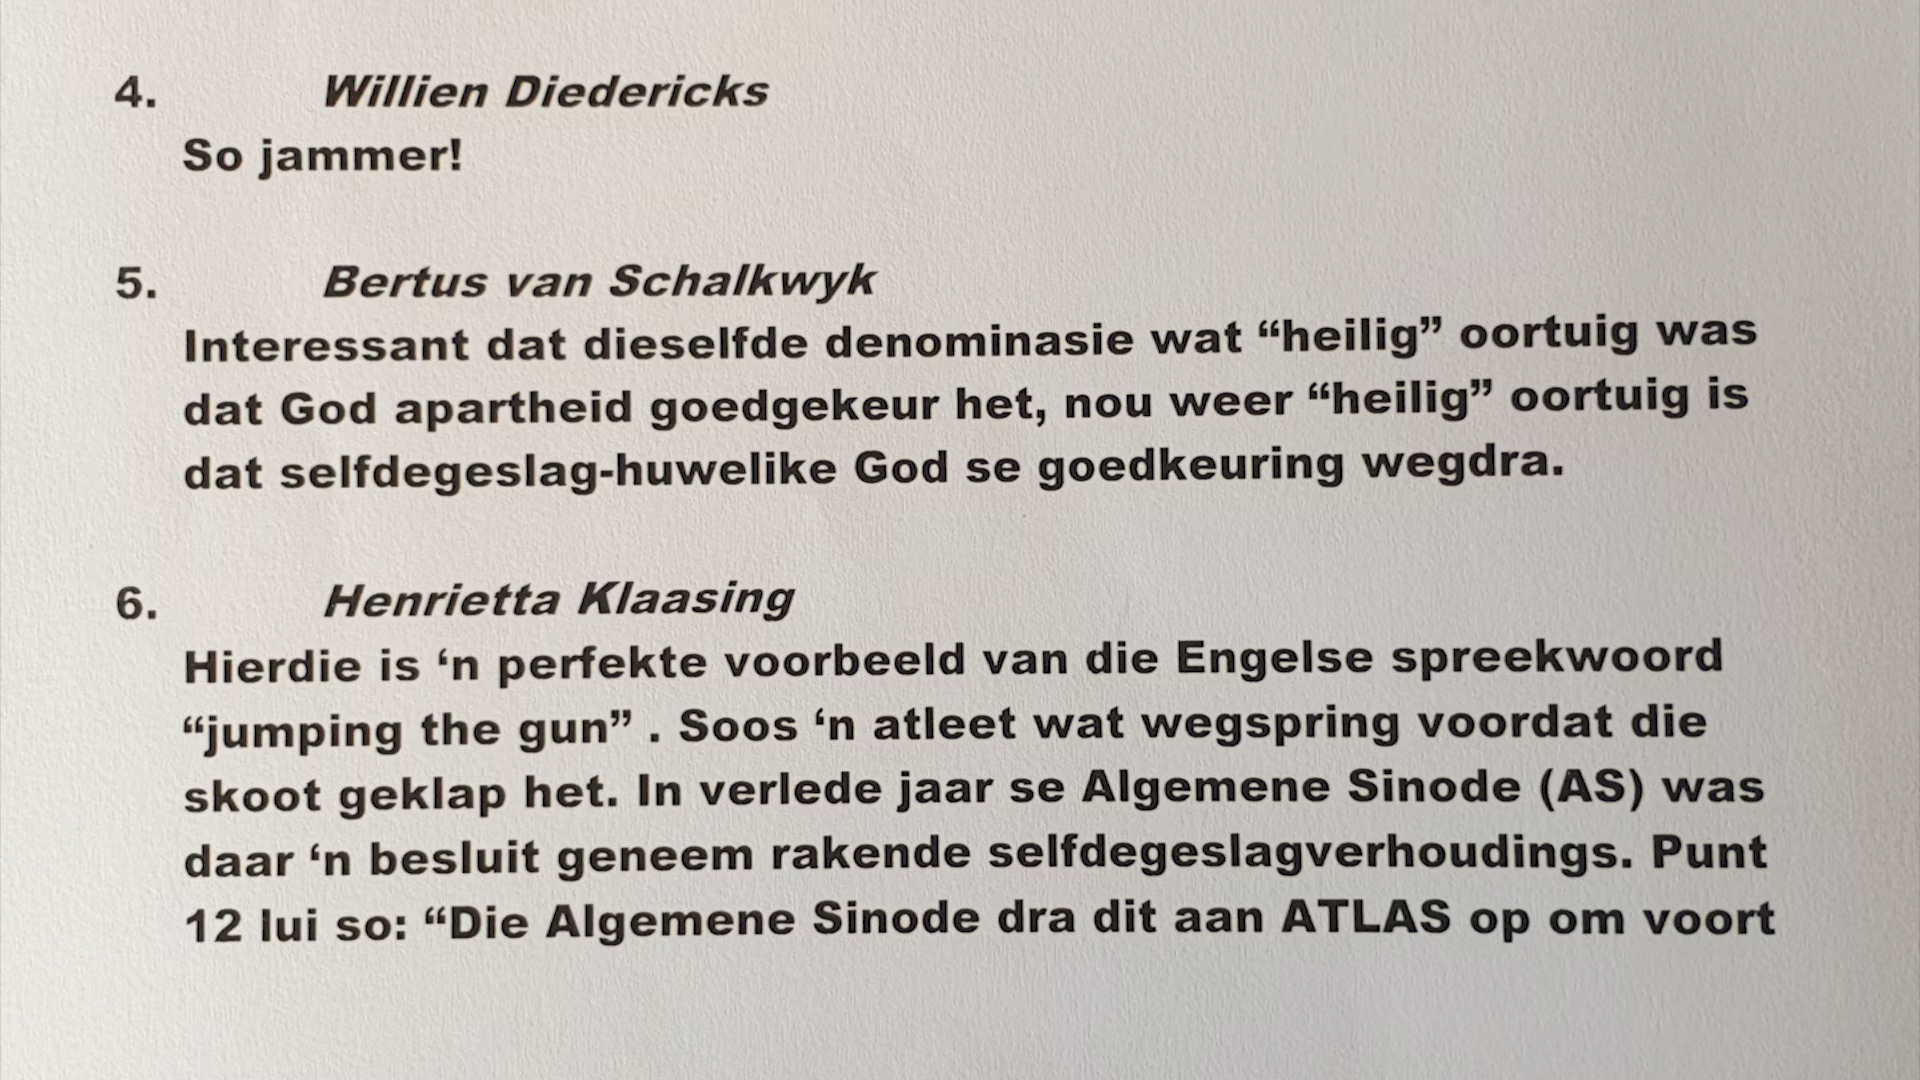 4. Willien Diedericks
So jammer!
5. Bertus van Schalkwyk
Interessant dat dieselfde denominasie wat “heilig” oortuig was
dat God apartheid goedgekeur het, nou weer “heilig” oortuig is
dat selfdegeslag-huwelike God se goedkeuring wegdra.
6. Henrietta Klaasing
Hierdie is ‘n perfekte voorbeeld van die Engelse spreekwoord
“jumping the gun” . Soos ‘n atleet wat wegspring voordat die
skoot geklap het. In verlede jaar se Algemene Sinode (AS) was
daar ‘n besluit geneem rakende selfdegeslagverhoudings. Punt
12 lui so: “Die Algemene Sinode dra dit aan ATLAS op om voort